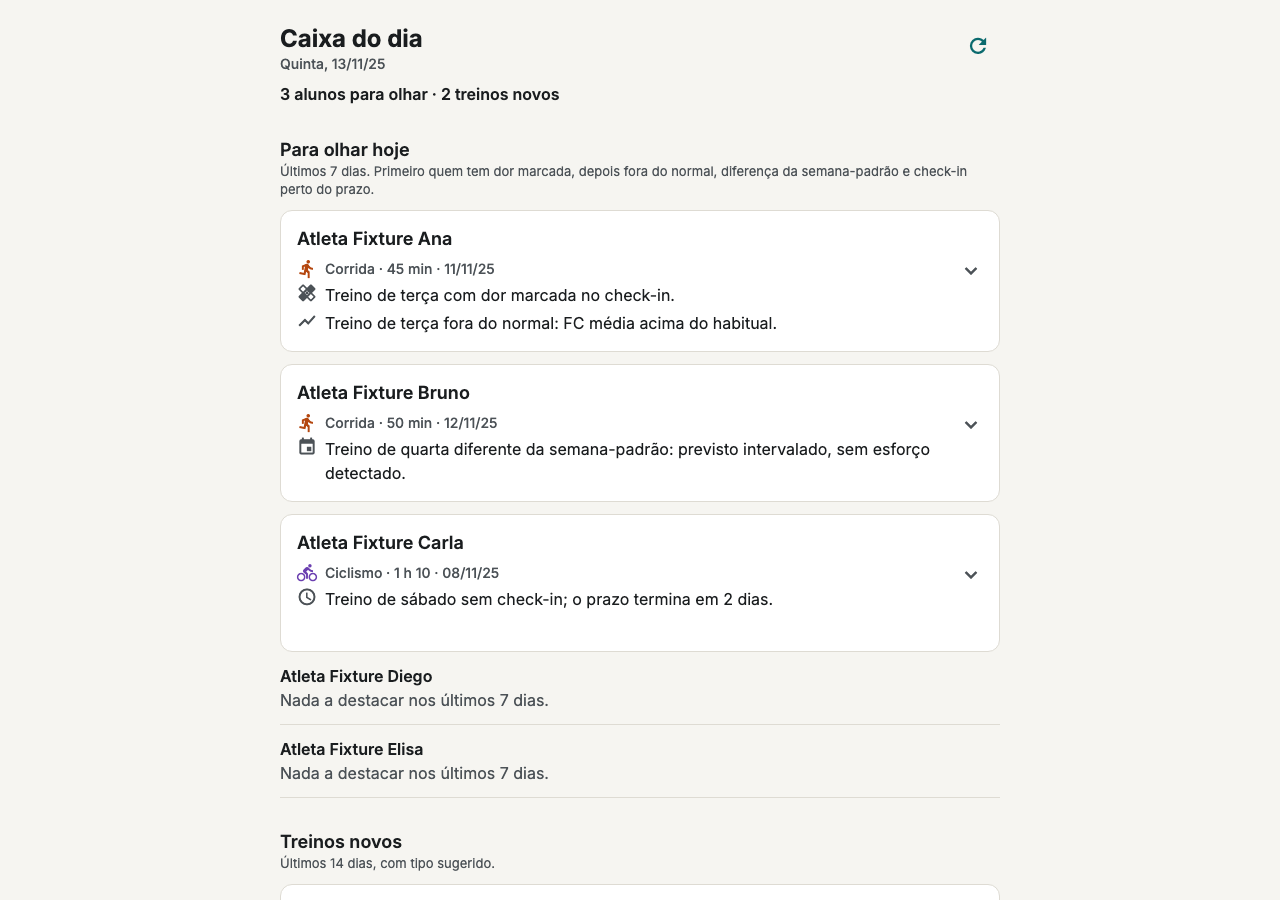 Caixa do dia
Quinta, 13/11/25
3 alunos para olhar · 2 treinos novos
Para olhar hoje
Últimos 7 dias. Primeiro quem tem dor marcada, depois fora do normal, diferença da semana-padrão e check-in
perto do prazo.
Atleta Fixture Ana
Corrida · 45 min · 11/11/25
Treino de terça com dor marcada no check-in.
Treino de terça fora do normal: FC média acima do habitual.
Atleta Fixture Bruno
Corrida · 50 min · 12/11/25
Treino de quarta diferente da semana-padrão: previsto intervalado, sem esforço
detectado.
Atleta Fixture Carla
Ciclismo · 1 h 10 · 08/11/25
Treino de sábado sem check-in; o prazo termina em 2 dias.
Atleta Fixture Diego
Nada a destacar nos últimos 7 dias.
Atleta Fixture Elisa
Nada a destacar nos últimos 7 dias.
Treinos novos
Últimos 14 dias, com tipo sugerido.